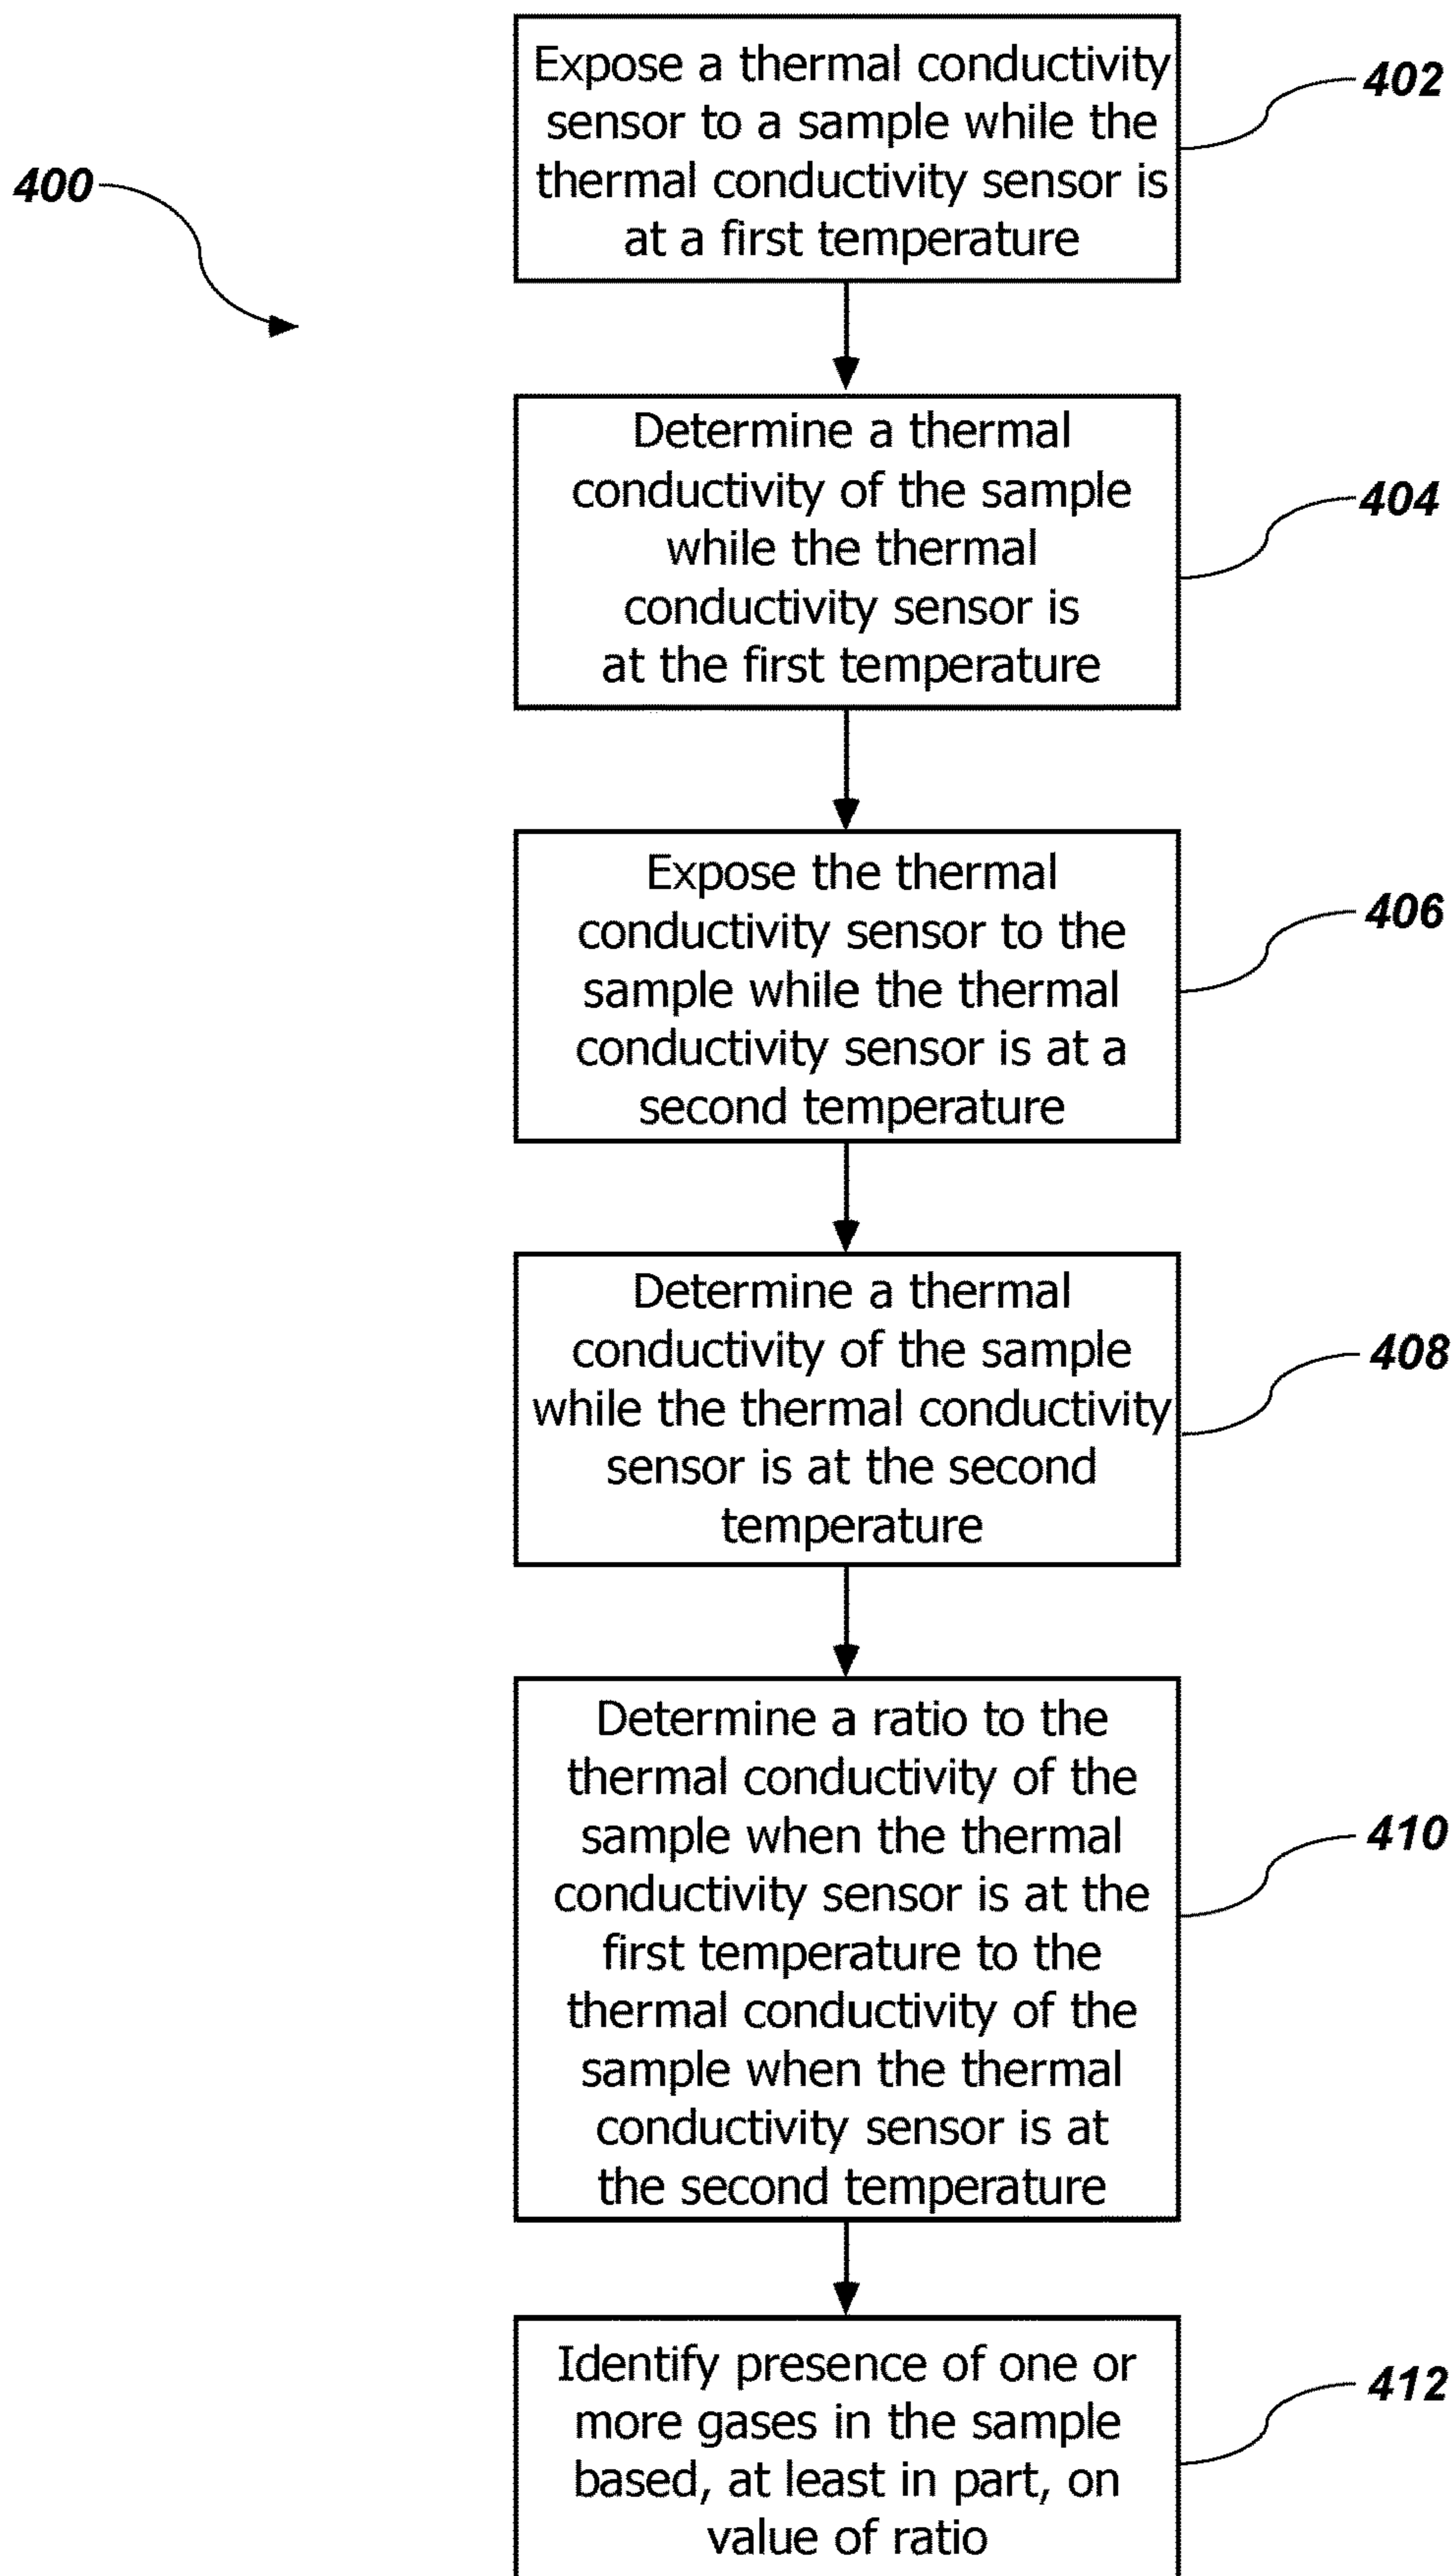 400
Expose a thermal conductivity
sensor to a sample while the
thermal conductivity sensor is
at a first temperature
402
Determine a thermal
conductivity of the sample
while the thermal
conductivity sensor is
at the first temperature
404
Expose the thermal
conductivity sensor to the
sample while the thermal
conductivity sensor is at a
second temperature
406
Determine a thermal
conductivity of the sample
while the thermal conductivity
sensor is at the second
temperature
408
Determine a ratio to the
thermal conductivity of the
sample when the thermal
conductivity sensor is at the
first temperature to the
thermal conductivity of the
sample when the thermal
conductivity sensor is at
the second temperature
410
Identify presence of one or
more gases in the sample
based, at least in part, on
value of ratio
412